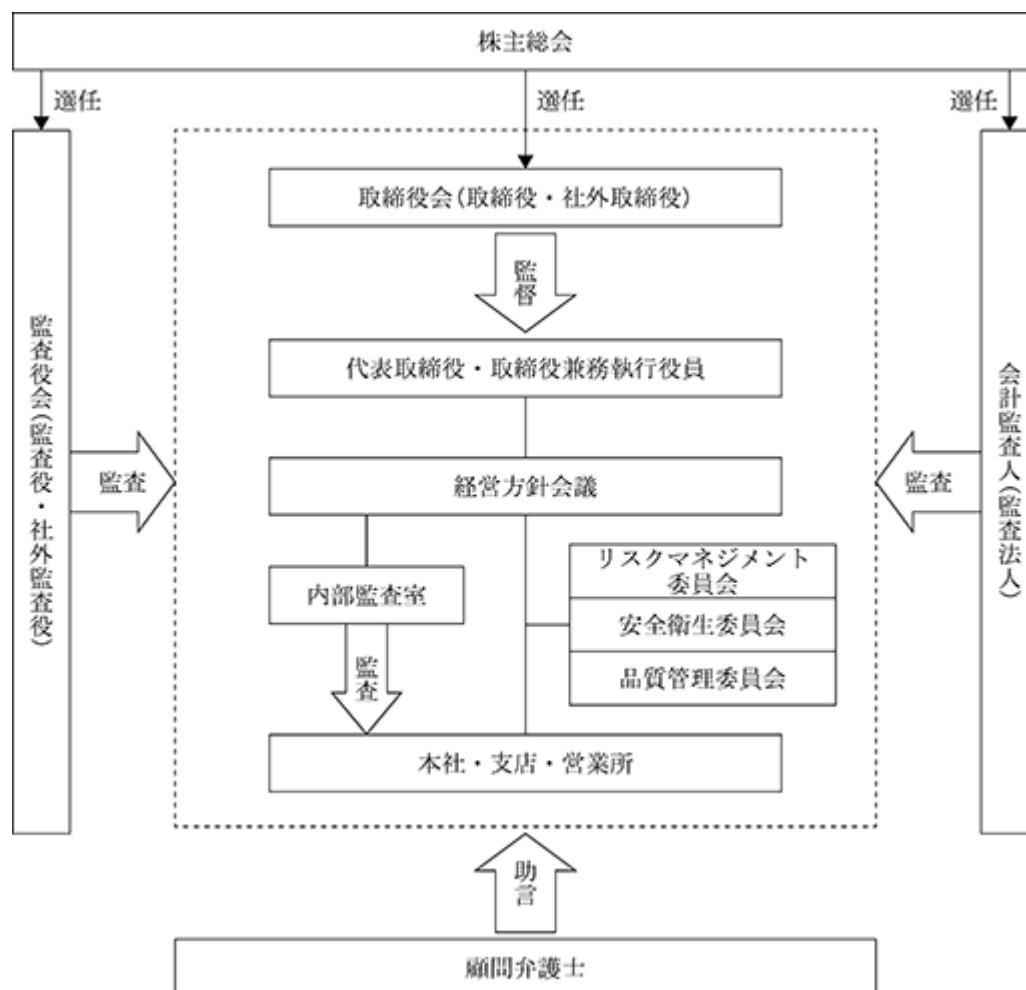 株主総会
選任
選任
選任
取締役会(取締役・社外取締役)
監督
代表取締役・取締役兼務執行役員
監査役会(監査役・社外監査役)
監査
経営方針会議
監査
会計監査人(監査法人)
内部監査室
リスクマネジメント
委員会
安全衛生委員会
品質管理委員会
監査
本社・支店・営業所
助言
顧問弁護士